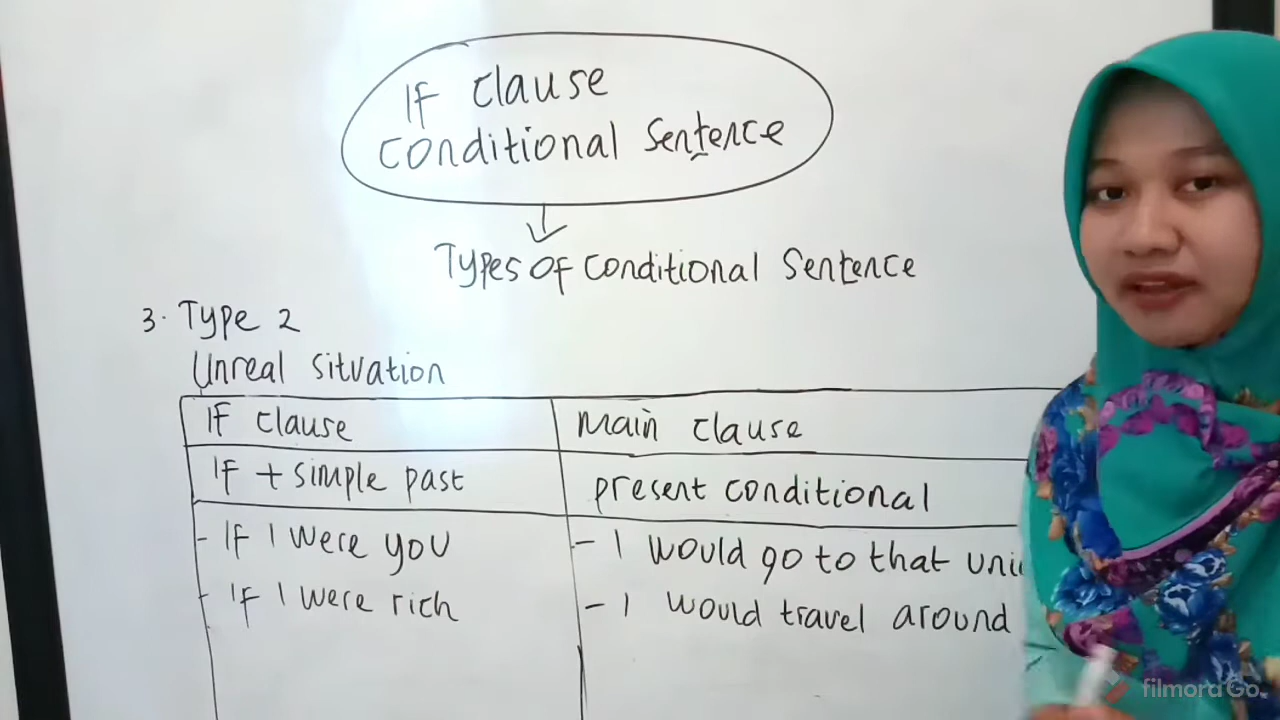 If clause
conditional sentence
Types of conditional sentence
3. Type 2
Unreal situation
If clause
main clause
If + simple past
present conditional
- If I were you
- I would go to that
- If I were rich
- I would travel around
filmora Go